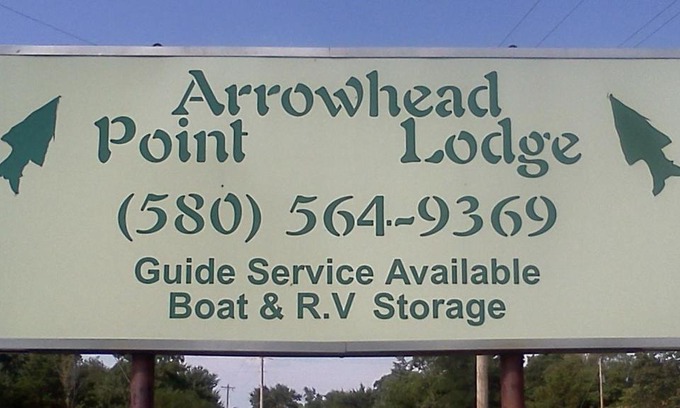 Arrowhead
Point Lodge
(580) 564-9369
Guide Service Available
Boat & R.V Storage